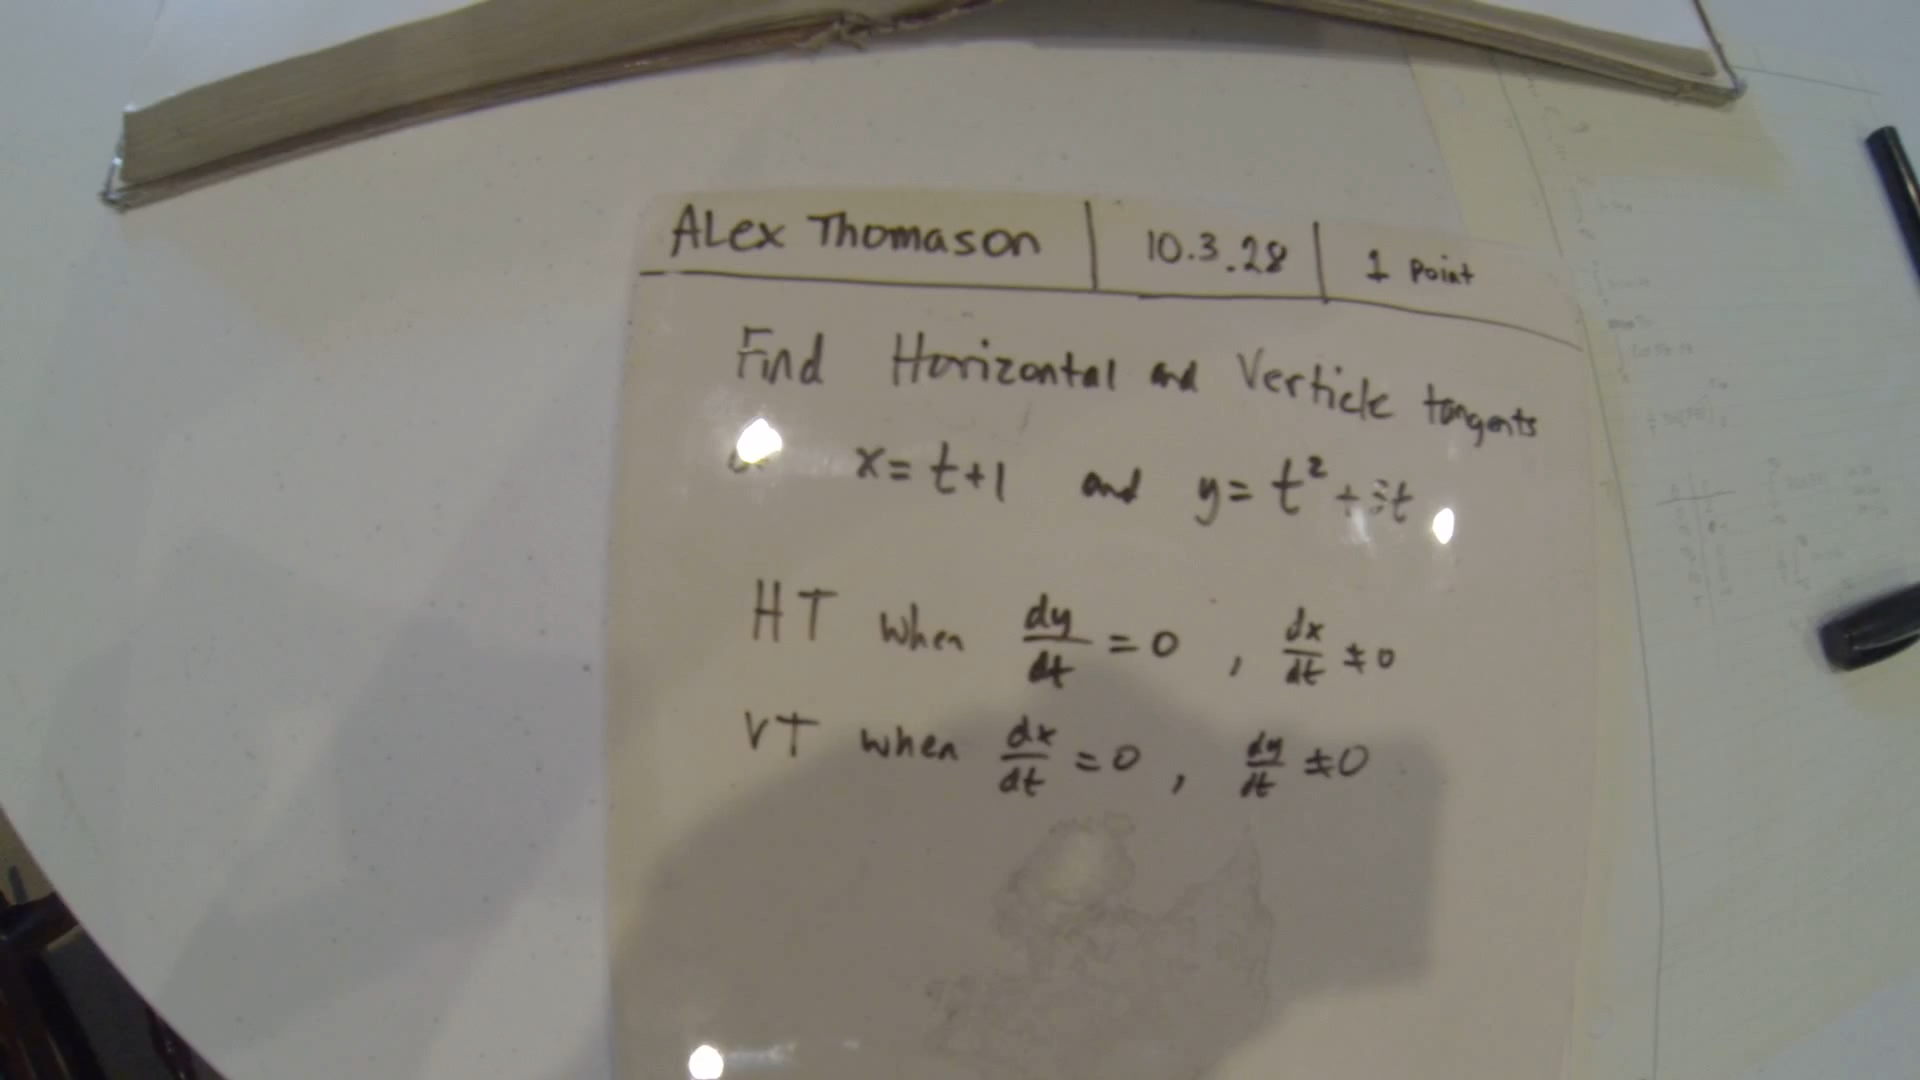 ALex Thomason | 10.3.28 | 1 Point
Find Horizontal and Verticle tangents
x = t+1 and y = t² + 3t
HT when dy/dt = 0 , dx/dt ≠ 0
VT when dx/dt = 0 , dy/dt ≠ 0